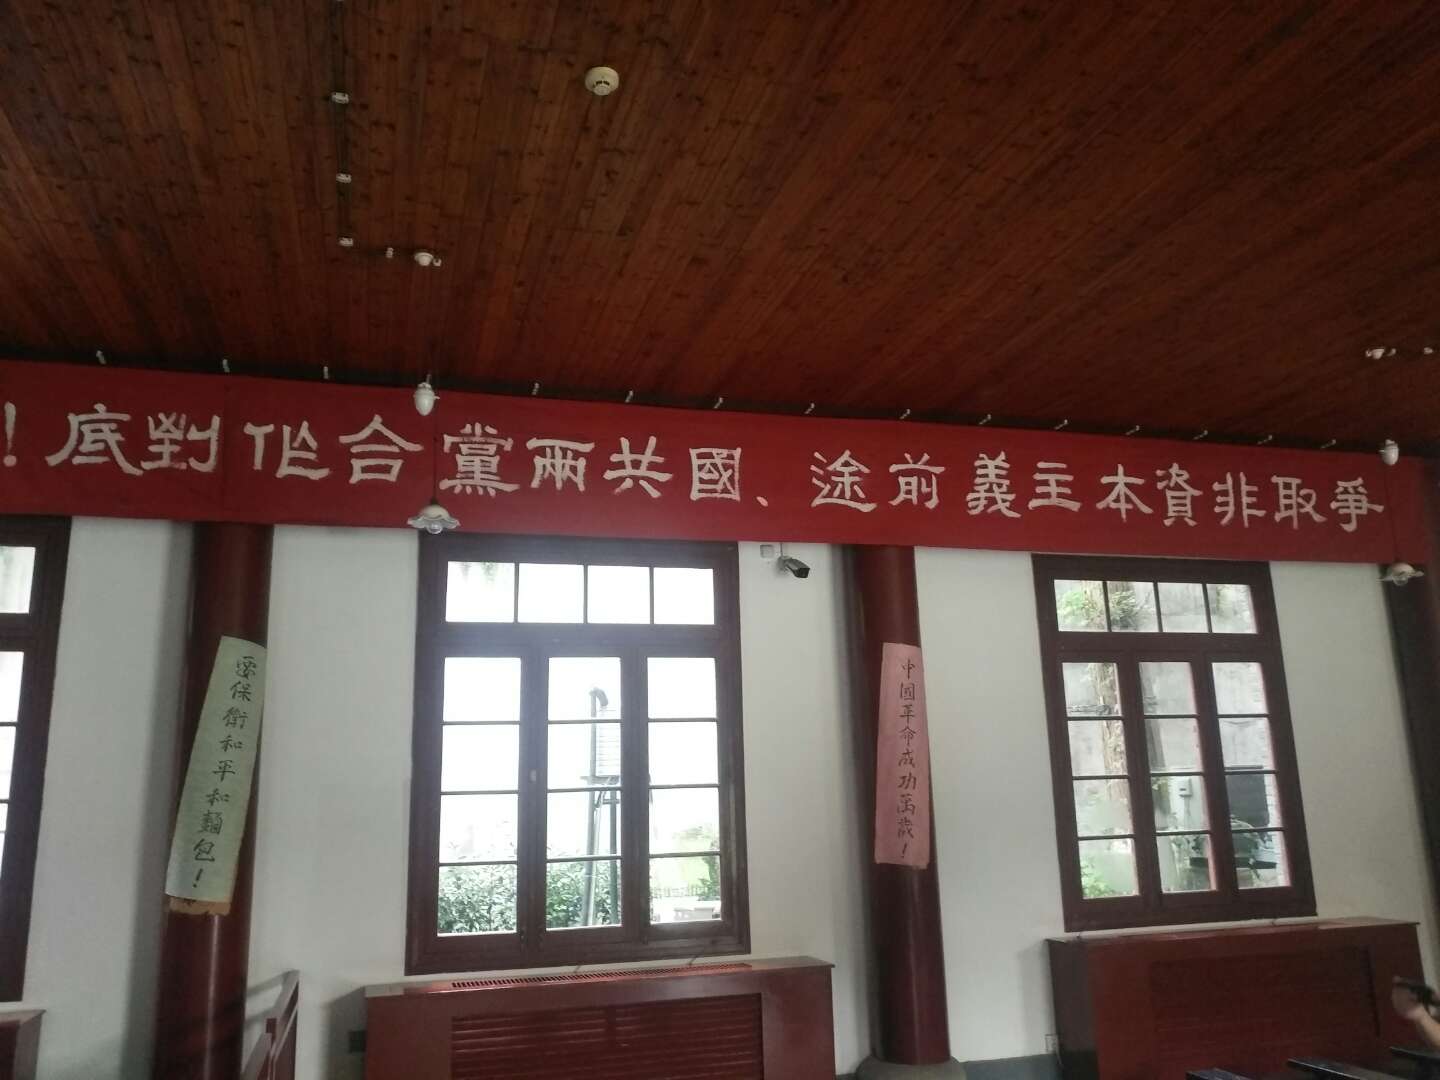 爭取非資本主義前途、國共兩黨合作到底！
要保衛和平和麵包！
中國革命成功萬歲！